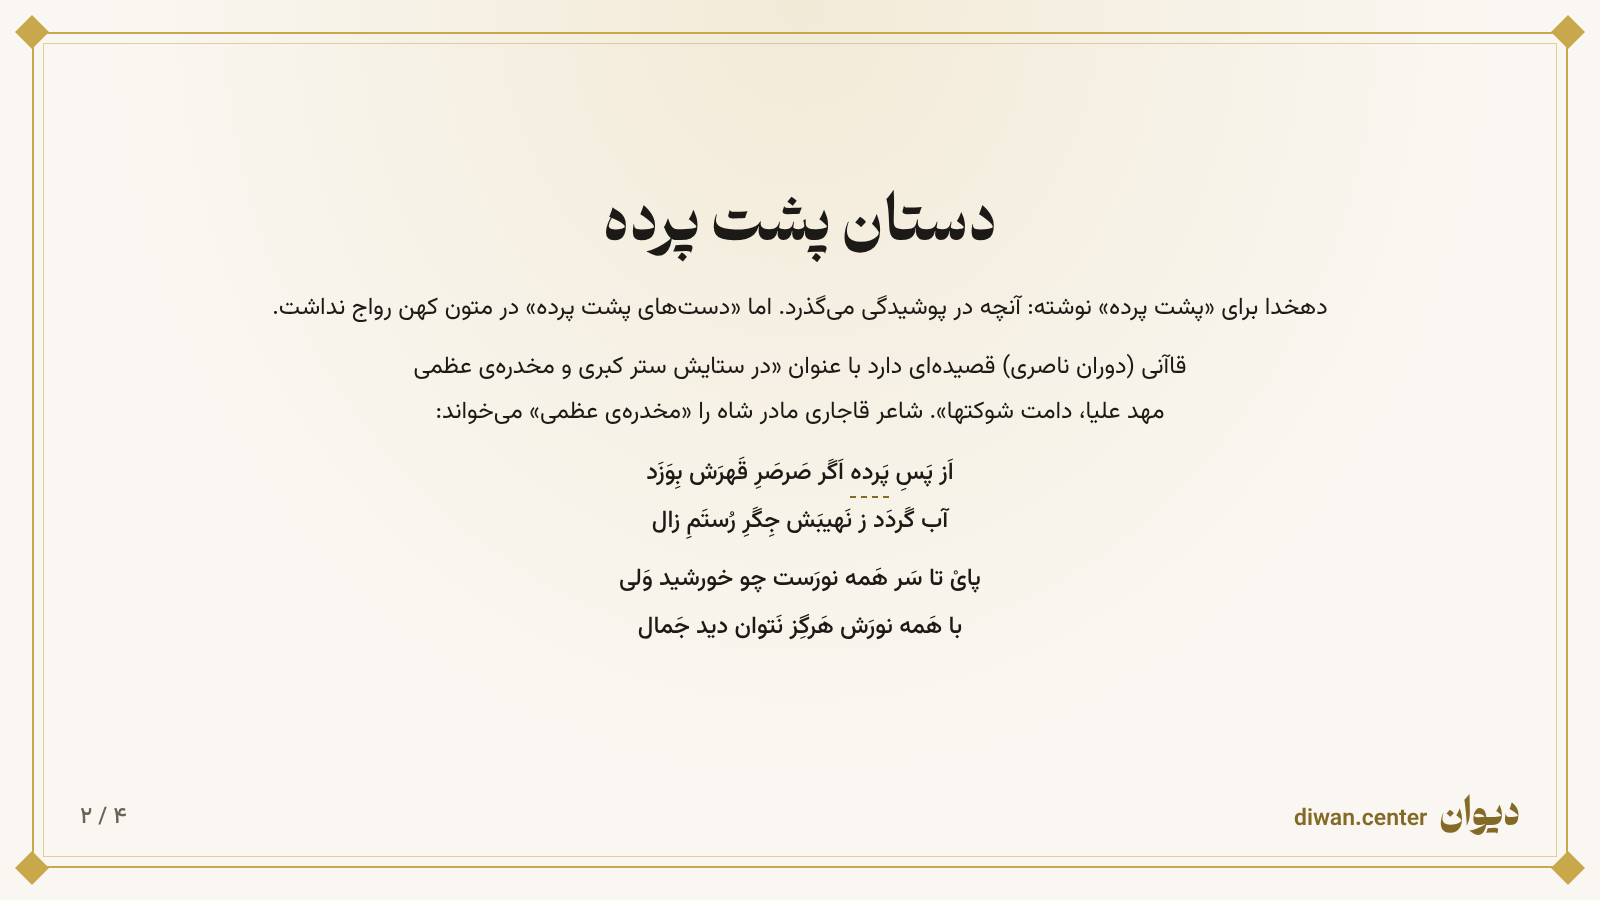 دستان پشت پرده
دهخدا برای «پشت پرده» نوشته: آنچه در پوشیدگی می‌گذرد. اما «دست‌های پشت پرده» در متون کهن رواج نداشت.
قاآنی (دوران ناصری) قصیده‌ای دارد با عنوان «در ستایش ستر کبری و مخدره‌ی عظمی
مهد علیا، دامت شوکتها». شاعر قاجاری مادر شاه را «مخدره‌ی عظمی» می‌خواند:
اَز پَسِ پَرده اَگَر صَرصَرِ قَهرَش بِوَزَد
آب گَردَد ز نَهیبَش جِگَرِ رُستَمِ زال
پایْ تا سَر هَمه نورَست چو خورشید وَلی
با هَمه نورَش هَرگِز نَتوان دید جَمال
دیوان diwan.center
۲ / ۴